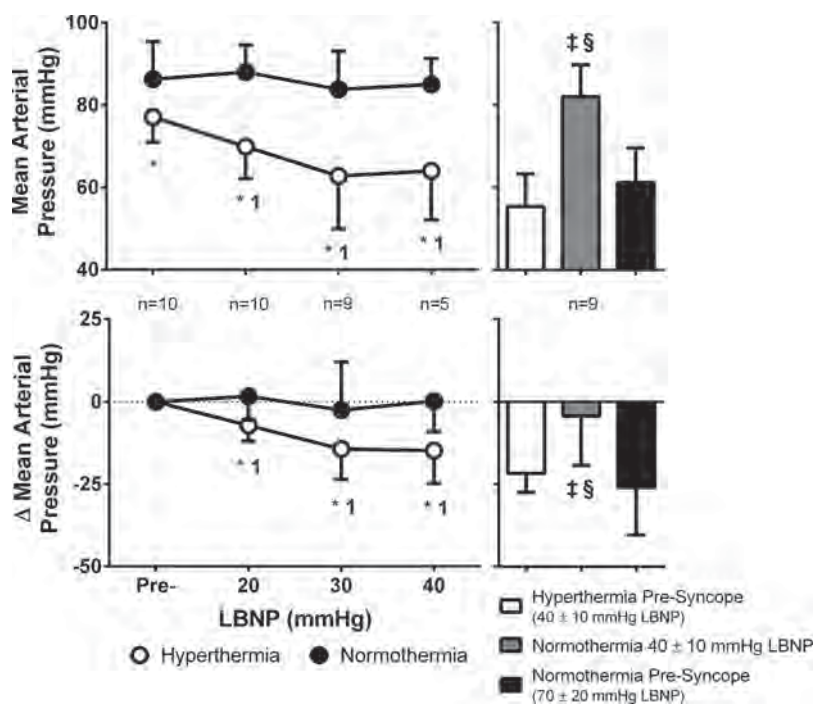 Mean Arterial
Pressure (mmHg)
100
80
60
40
*
* 1
* 1
* 1
‡ §
n=10
n=10
n=9
n=5
n=9
Δ Mean Arterial
Pressure (mmHg)
25
0
-25
-50
* 1
* 1
* 1
‡ §
Pre-
20
30
40
LBNP (mmHg)
Hyperthermia
Normothermia
Hyperthermia Pre-Syncope
(40 ± 10 mmHg LBNP)
Normothermia 40 ± 10 mmHg LBNP
Normothermia Pre-Syncope
(70 ± 20 mmHg LBNP)